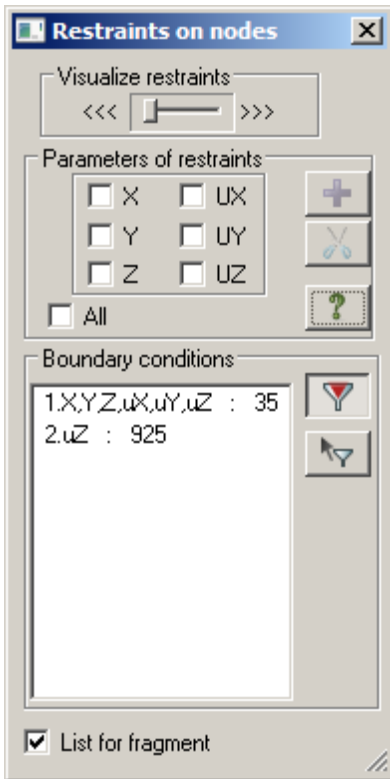 Restraints on nodes
Visualize restraints
<<< >>>
Parameters of restraints
X UX
Y UY
Z UZ
All
?
Boundary conditions
1.X,Y,Z,uX,uY,uZ : 35
2.uZ : 925
List for fragment